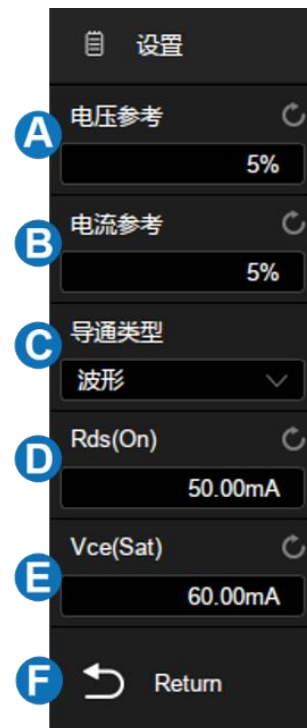 设置
A
电压参考
5%
B
电流参考
5%
C
导通类型
波形
D
Rds(On)
50.00mA
E
Vce(Sat)
60.00mA
F
Return